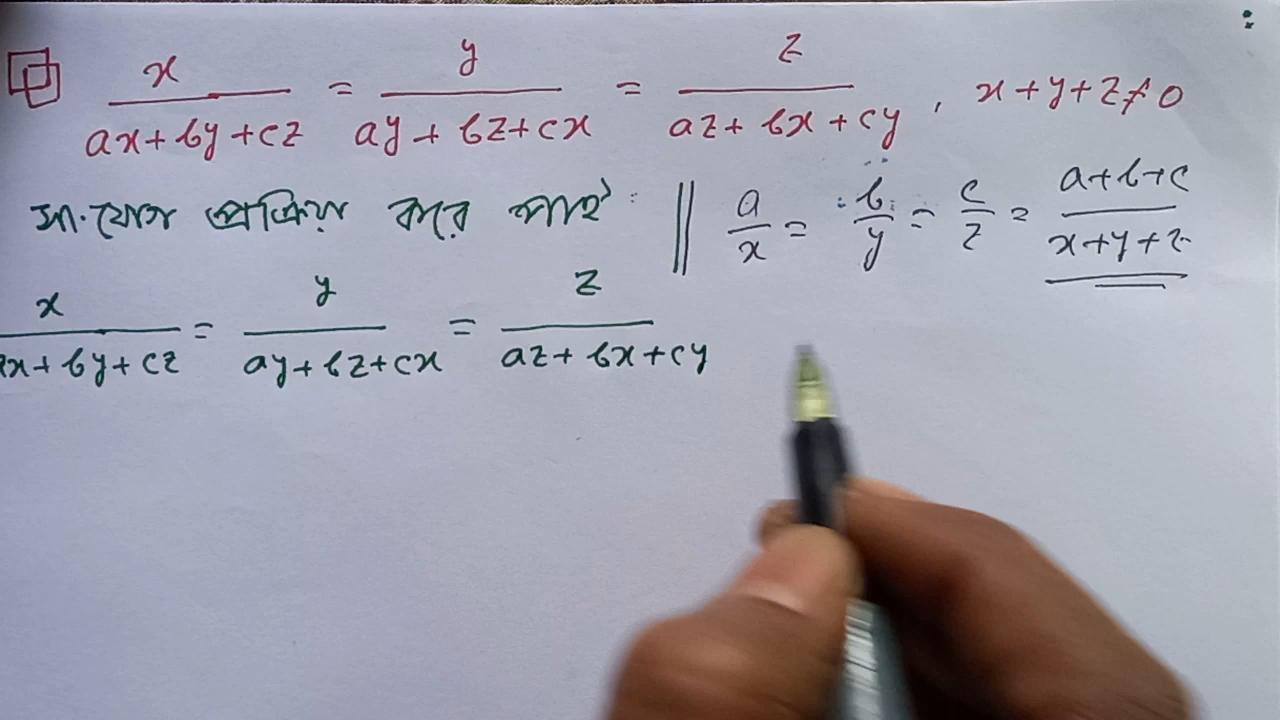 x/(ax+by+cz) = y/(ay+bz+cx) = z/(az+bx+cy), x+y+z≠0
সংযোগ প্রক্রিয়া করে পাই || a/x = b/y = c/z = (a+b+c)/(x+y+z)
x/(ax+by+cz) = y/(ay+bz+cx) = z/(az+bx+cy)